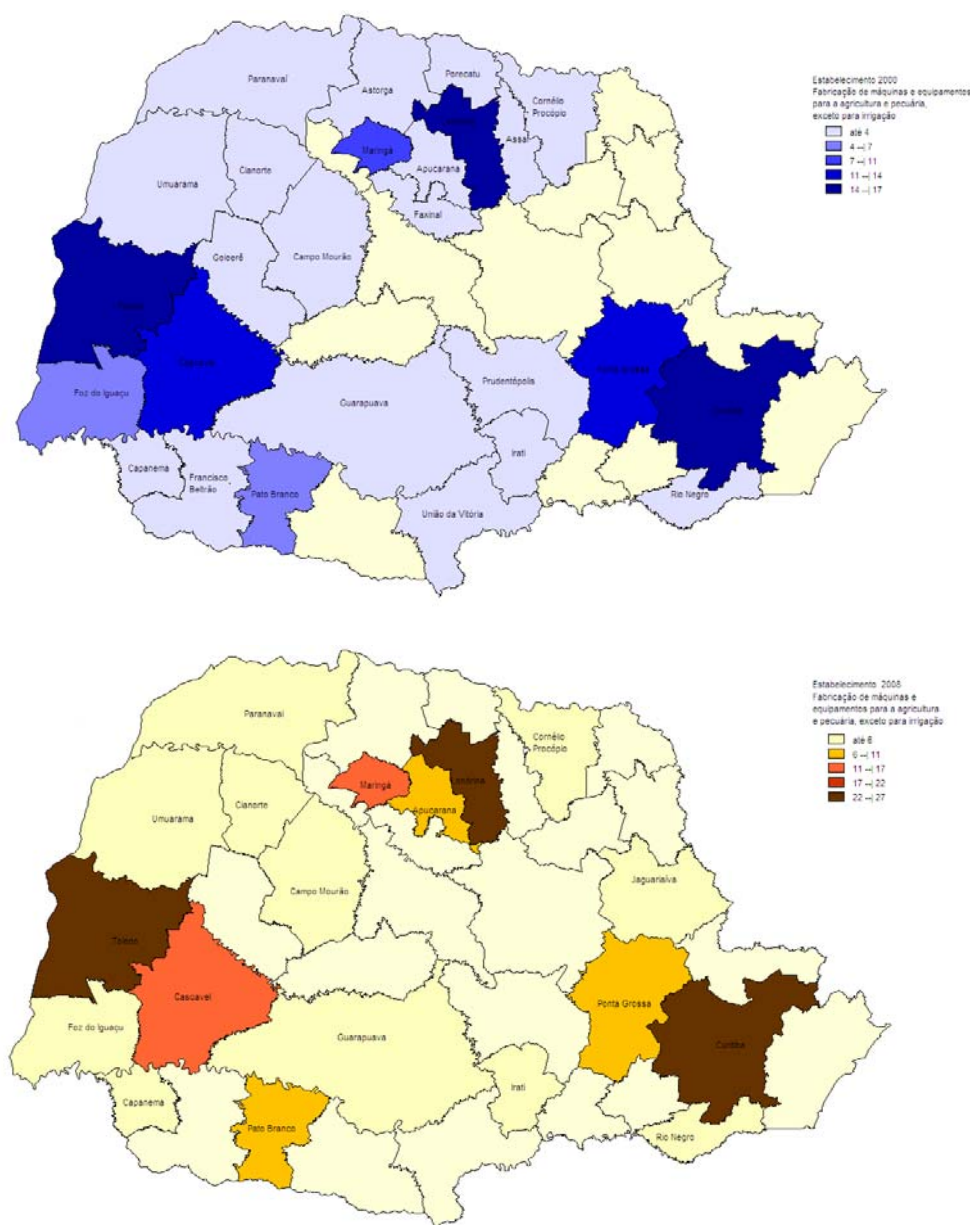 Estabelecimento 2000
Fabricação de máquinas e equipamentos
para a agricultura e pecuária,
exceto para irrigação
até 4
4 --| 7
7 --| 11
11 --| 14
14 --| 17
Paranavaí
Astorga
Porecatu
Cornélio
Procópio
Assaí
Maringá
Apucarana
Faxinal
Umuarama
Cianorte
Goioerê
Campo Mourão
Foz do Iguaçu
Guarapuava
Prudentópolis
Irati
Capanema
Francisco
Beltrão
Pato Branco
União da Vitória
Rio Negro
Estabelecimento 2008
Fabricação de máquinas e
equipamentos para a agricultura
e pecuária, exceto para irrigação
até 6
6 --| 11
11 --| 17
17 --| 22
22 --| 27
Paranavaí
Cornélio
Procópio
Maringá
Londrina
Apucarana
Umuarama
Cianorte
Campo Mourão
Jaguariaíva
Toledo
Cascavel
Ponta Grossa
Foz do Iguaçu
Guarapuava
Curitiba
Irati
Capanema
Pato Branco
Rio Negro